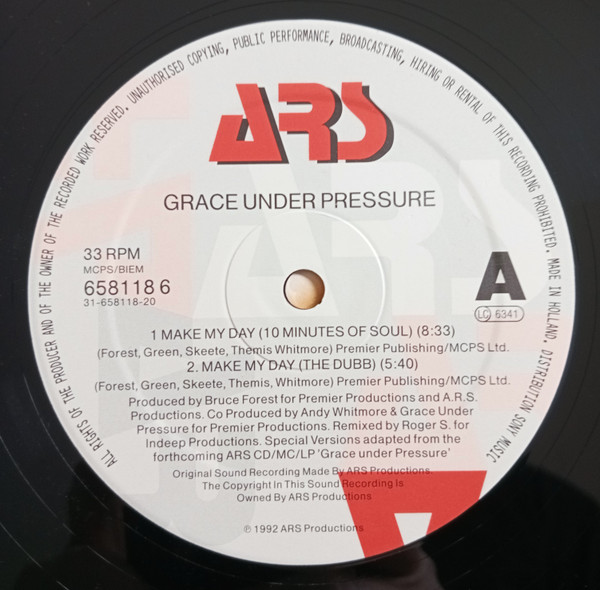 ALL RIGHTS OF THE PRODUCER AND OF THE OWNER OF THE RECORDED WORK RESERVED. UNAUTHORISED COPYING, PUBLIC PERFORMANCE, BROADCASTING, HIRING OR RENTAL OF THIS RECORDING PROHIBITED. MADE IN HOLLAND. DISTRIBUTION SONY MUSIC
ARS
GRACE UNDER PRESSURE
33 RPM
MCPS/BIEM
658118 6
31-658118-20
A
LC 6341
1 MAKE MY DAY (10 MINUTES OF SOUL) (8:33)
(Forest, Green, Skeete, Themis Whitmore) Premier Publishing/MCPS Ltd.
2. MAKE MY DAY (THE DUBB) (5:40)
(Forest, Green, Skeete, Themis, Whitmore) Premier Publishing/MCPS Ltd.
Produced by Bruce Forest for Premier Productions and A.R.S.
Productions. Co Produced by Andy Whitmore & Grace Under
Pressure for Premier Productions. Remixed by Roger S. for
Indeep Productions. Special Versions adapted from the
forthcoming ARS CD/MC/LP 'Grace under Pressure'
Original Sound Recording Made By ARS Productions
The Copyright In This Sound Recording Is
Owned By ARS Productions
℗ 1992 ARS Productions